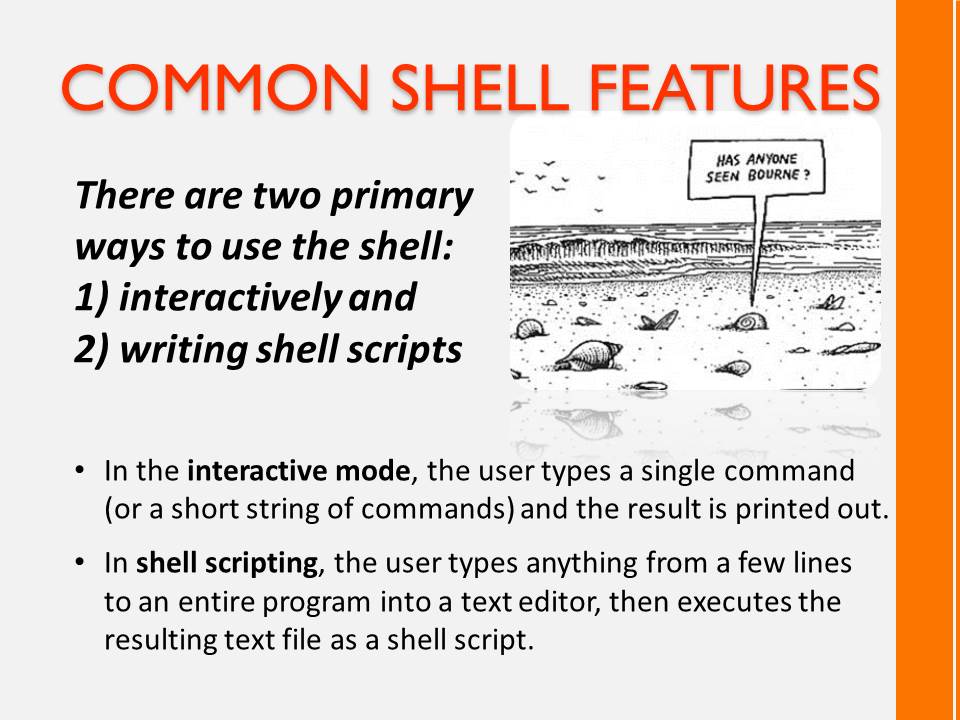 COMMON SHELL FEATURES
HAS ANYONE
SEEN BOURNE?
There are two primary
ways to use the shell:
1) interactively and
2) writing shell scripts
• In the interactive mode, the user types a single command
(or a short string of commands) and the result is printed out.
• In shell scripting, the user types anything from a few lines
to an entire program into a text editor, then executes the
resulting text file as a shell script.